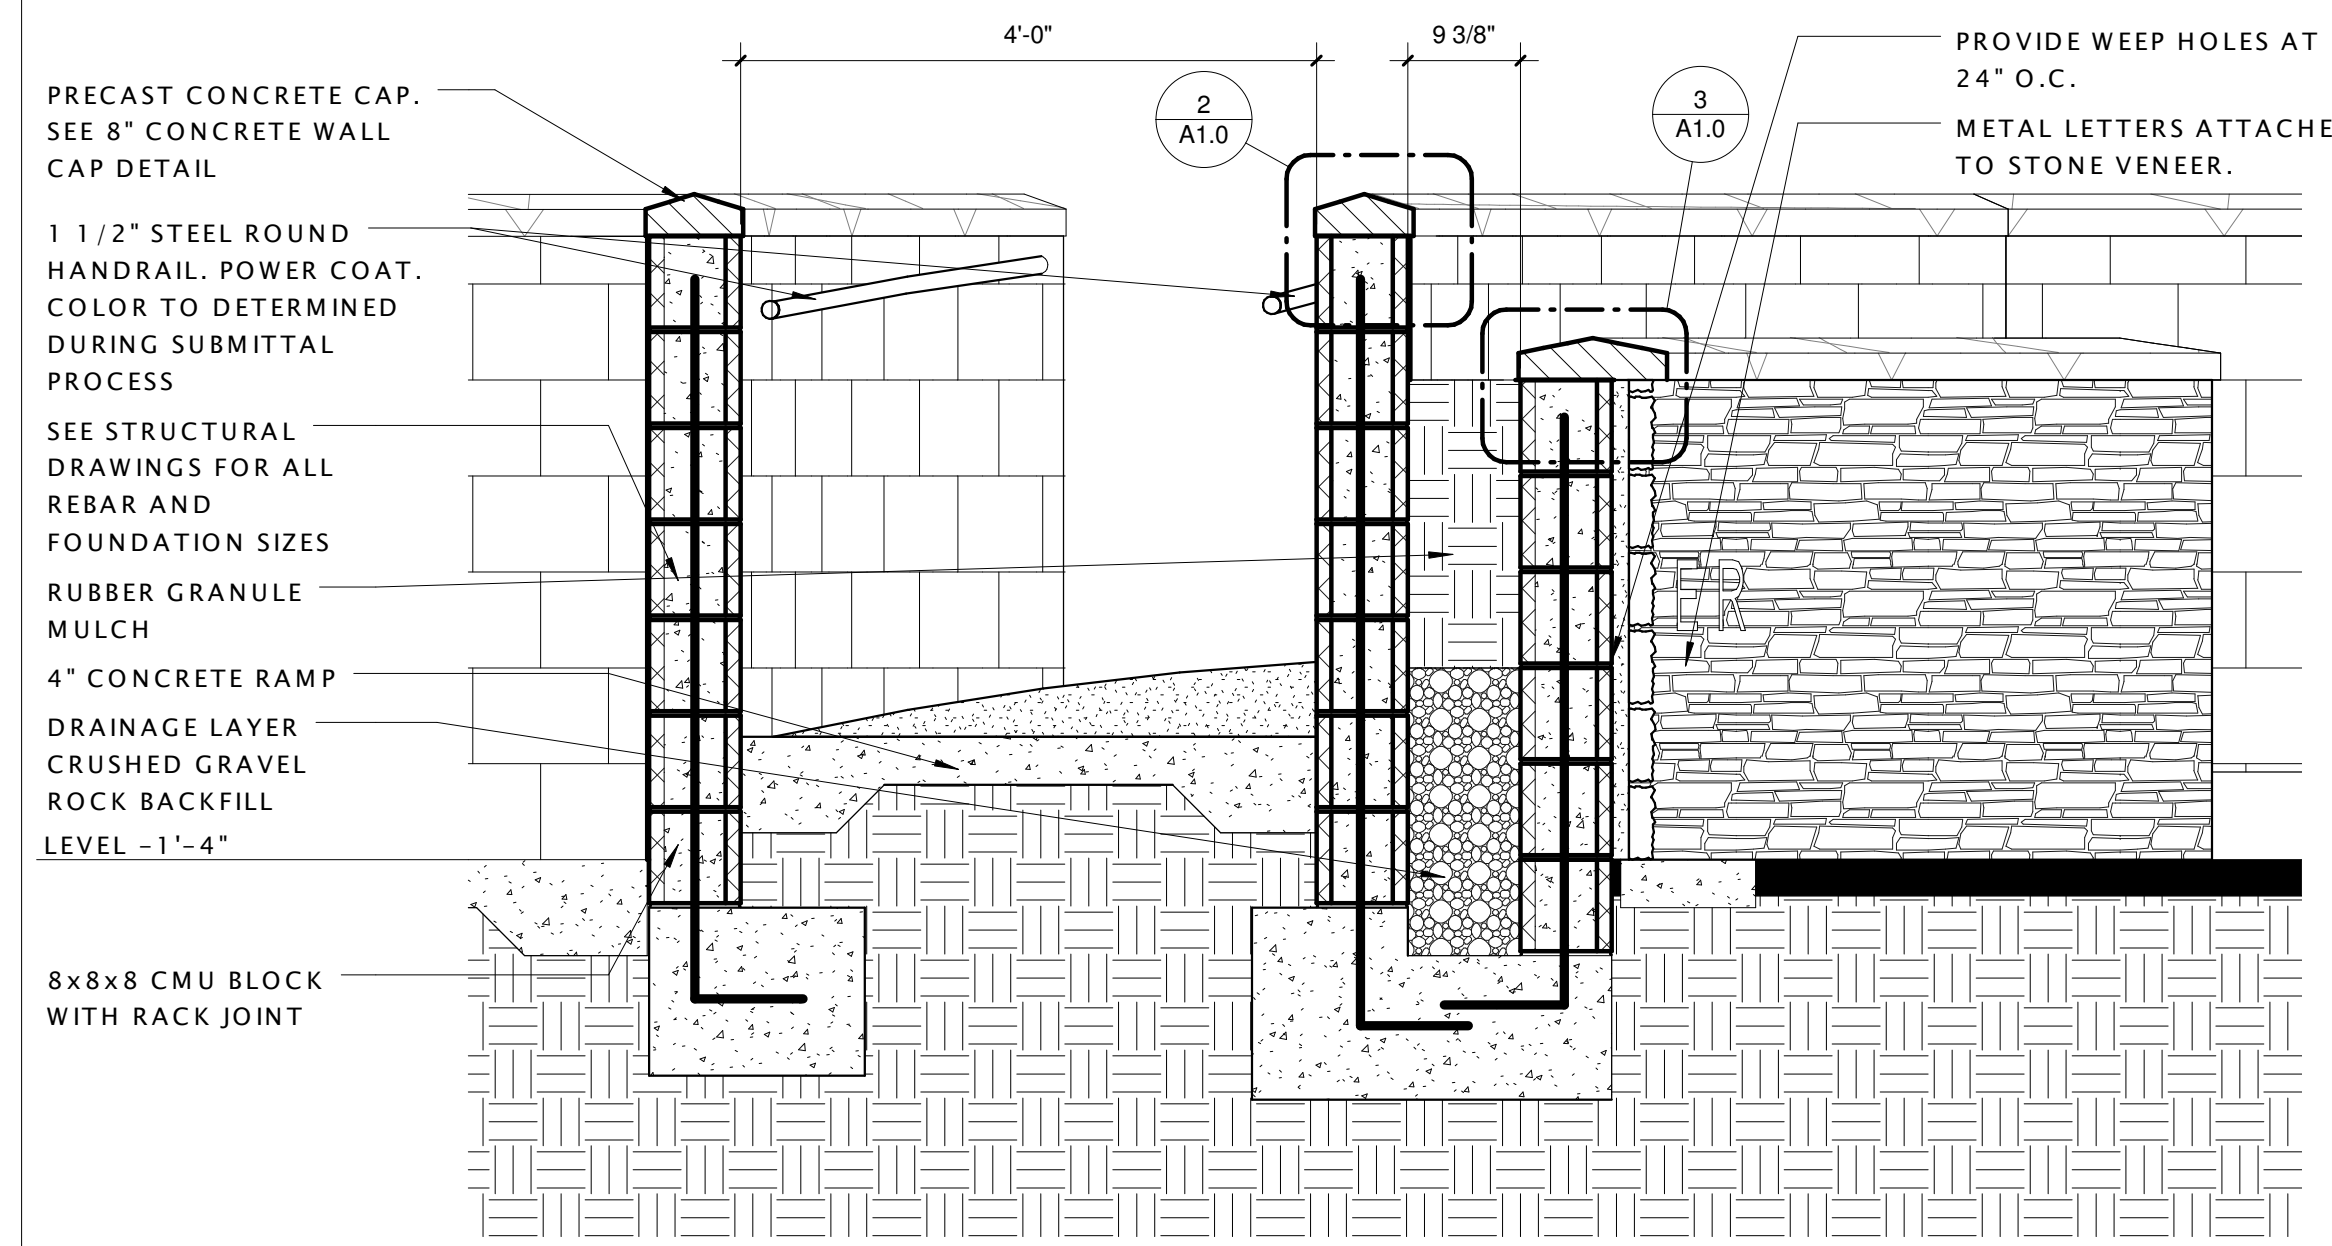 4'-0"
9 3/8"
PROVIDE WEEP HOLES AT
24" O.C.
METAL LETTERS ATTACHE
TO STONE VENEER.
2
A1.0
3
A1.0
PRECAST CONCRETE CAP.
SEE 8" CONCRETE WALL
CAP DETAIL
1 1/2" STEEL ROUND
HANDRAIL. POWER COAT.
COLOR TO DETERMINED
DURING SUBMITTAL
PROCESS
SEE STRUCTURAL
DRAWINGS FOR ALL
REBAR AND
FOUNDATION SIZES
RUBBER GRANULE
MULCH
ER
4" CONCRETE RAMP
DRAINAGE LAYER
CRUSHED GRAVEL
ROCK BACKFILL
LEVEL -1'-4"
8x8x8 CMU BLOCK
WITH RACK JOINT